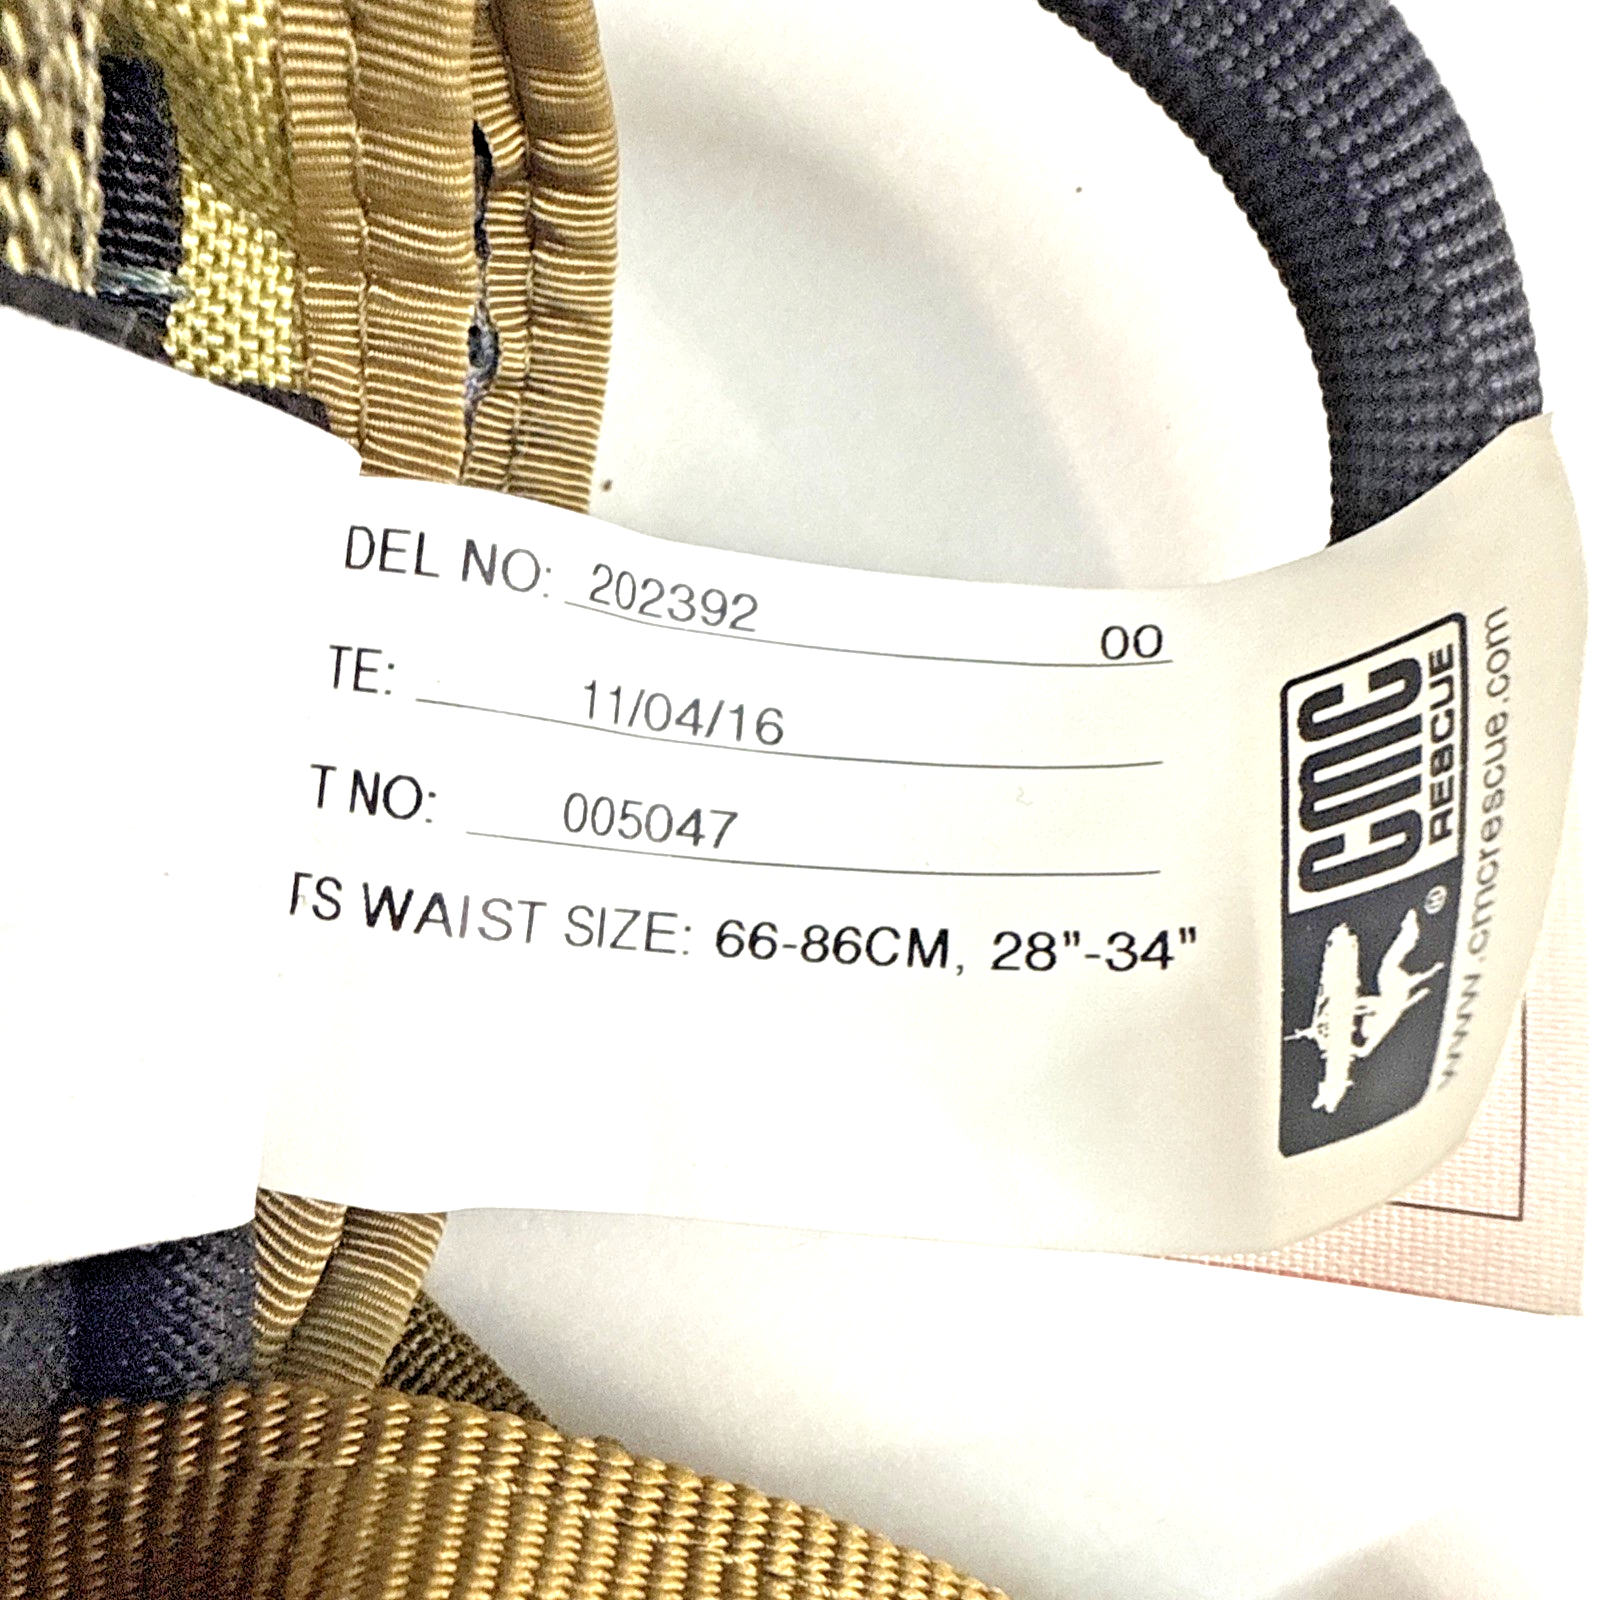 DEL NO: 202392 00
TE: 11/04/16
T NO: 005047
TS WAIST SIZE: 66-86CM, 28"-34"
CMC
RESCUE
®
www.cmcrescue.com